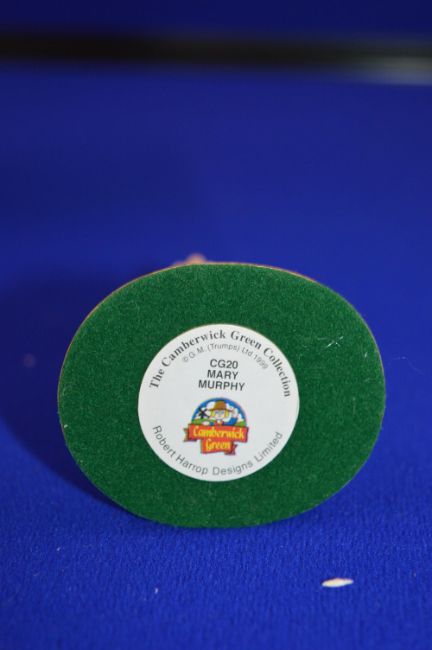 The Camberwick Green Collection
© G. M. (Trumps) Ltd 1999
CG20
MARY
MURPHY
Camberwick
Green
Robert Harrop Designs Limited